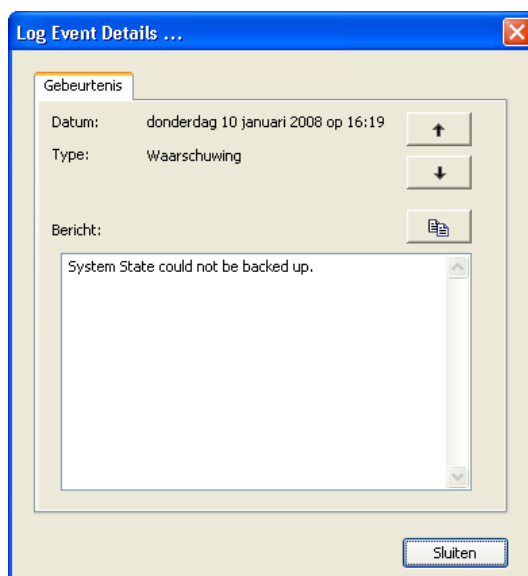 Log Event Details ...
Gebeurtenis
Datum: donderdag 10 januari 2008 op 16:19
Type: Waarschuwing
Bericht:
System State could not be backed up.
Sluiten